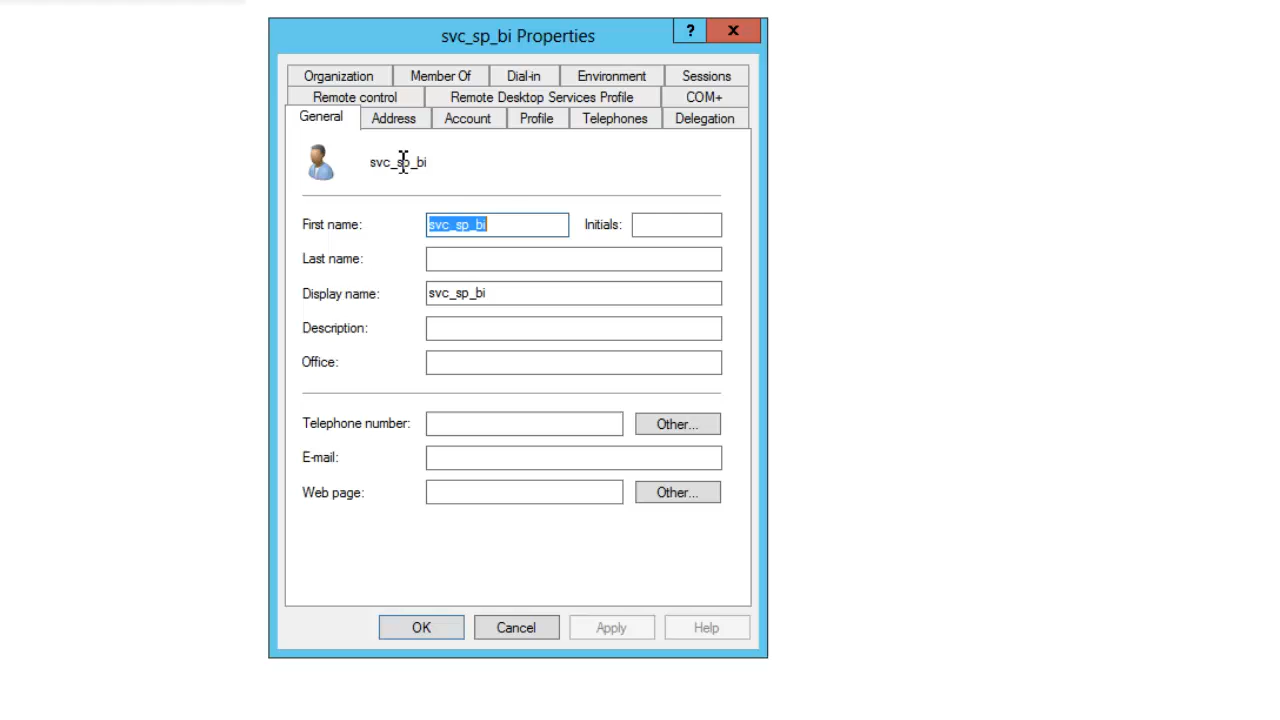 svc_sp_bi Properties
? x
Organization Member Of Dial-in Environment Sessions
Remote control Remote Desktop Services Profile COM+
General Address Account Profile Telephones Delegation
svc_sp_bi
First name: svc_sp_bi Initials:
Last name:
Display name: svc_sp_bi
Description:
Office:
Telephone number: Other...
E-mail:
Web page: Other...
OK Cancel Apply Help